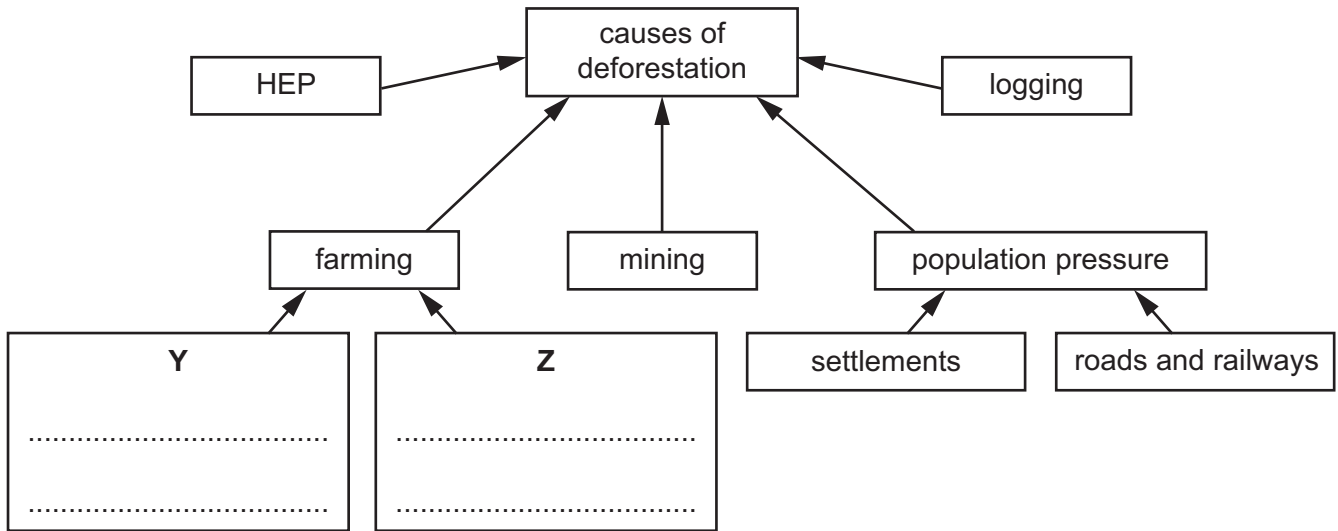 causes of
deforestation
HEP
logging
farming
mining
population pressure
Y
Z
settlements
roads and railways
.....................................
.....................................
.....................................
.....................................